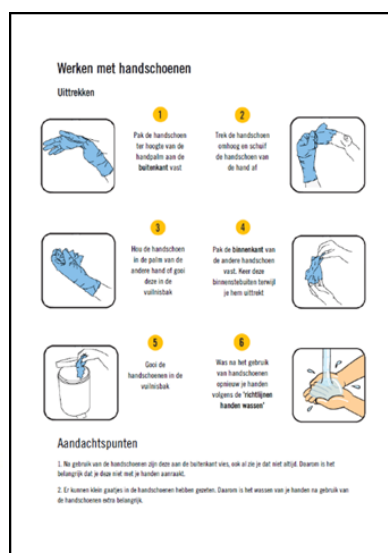 Werken met handschoenen
Uittrekken
1
Pak de handschoen
ter hoogte van de
handpalm aan de
buitenkant vast
2
Trek de handschoen
omhoog en schuif
de handschoen van
de hand af
3
Hou de handschoen
in de palm van de
andere hand of gooi
deze in de
vuilnisbak
4
Pak de binnenkant van
de andere handschoen
vast. Keer deze
binnenstebuiten terwijl
je hem uittrekt
5
Gooi de
handschoenen in de
vuilnisbak
6
Was na het gebruik
van handschoenen
opnieuw je handen
volgens de 'richtlijnen
handen wassen'
Aandachtspunten
1. Na gebruik van de handschoenen zijn deze aan de buitenkant vies, ook al zie je dat niet altijd. Daarom is het
belangrijk dat je deze niet met je handen aanraakt.
2. Er kunnen klein gaatjes in de handschoenen hebben gezeten. Daarom is het wassen van je handen na gebruik van
de handschoenen extra belangrijk.